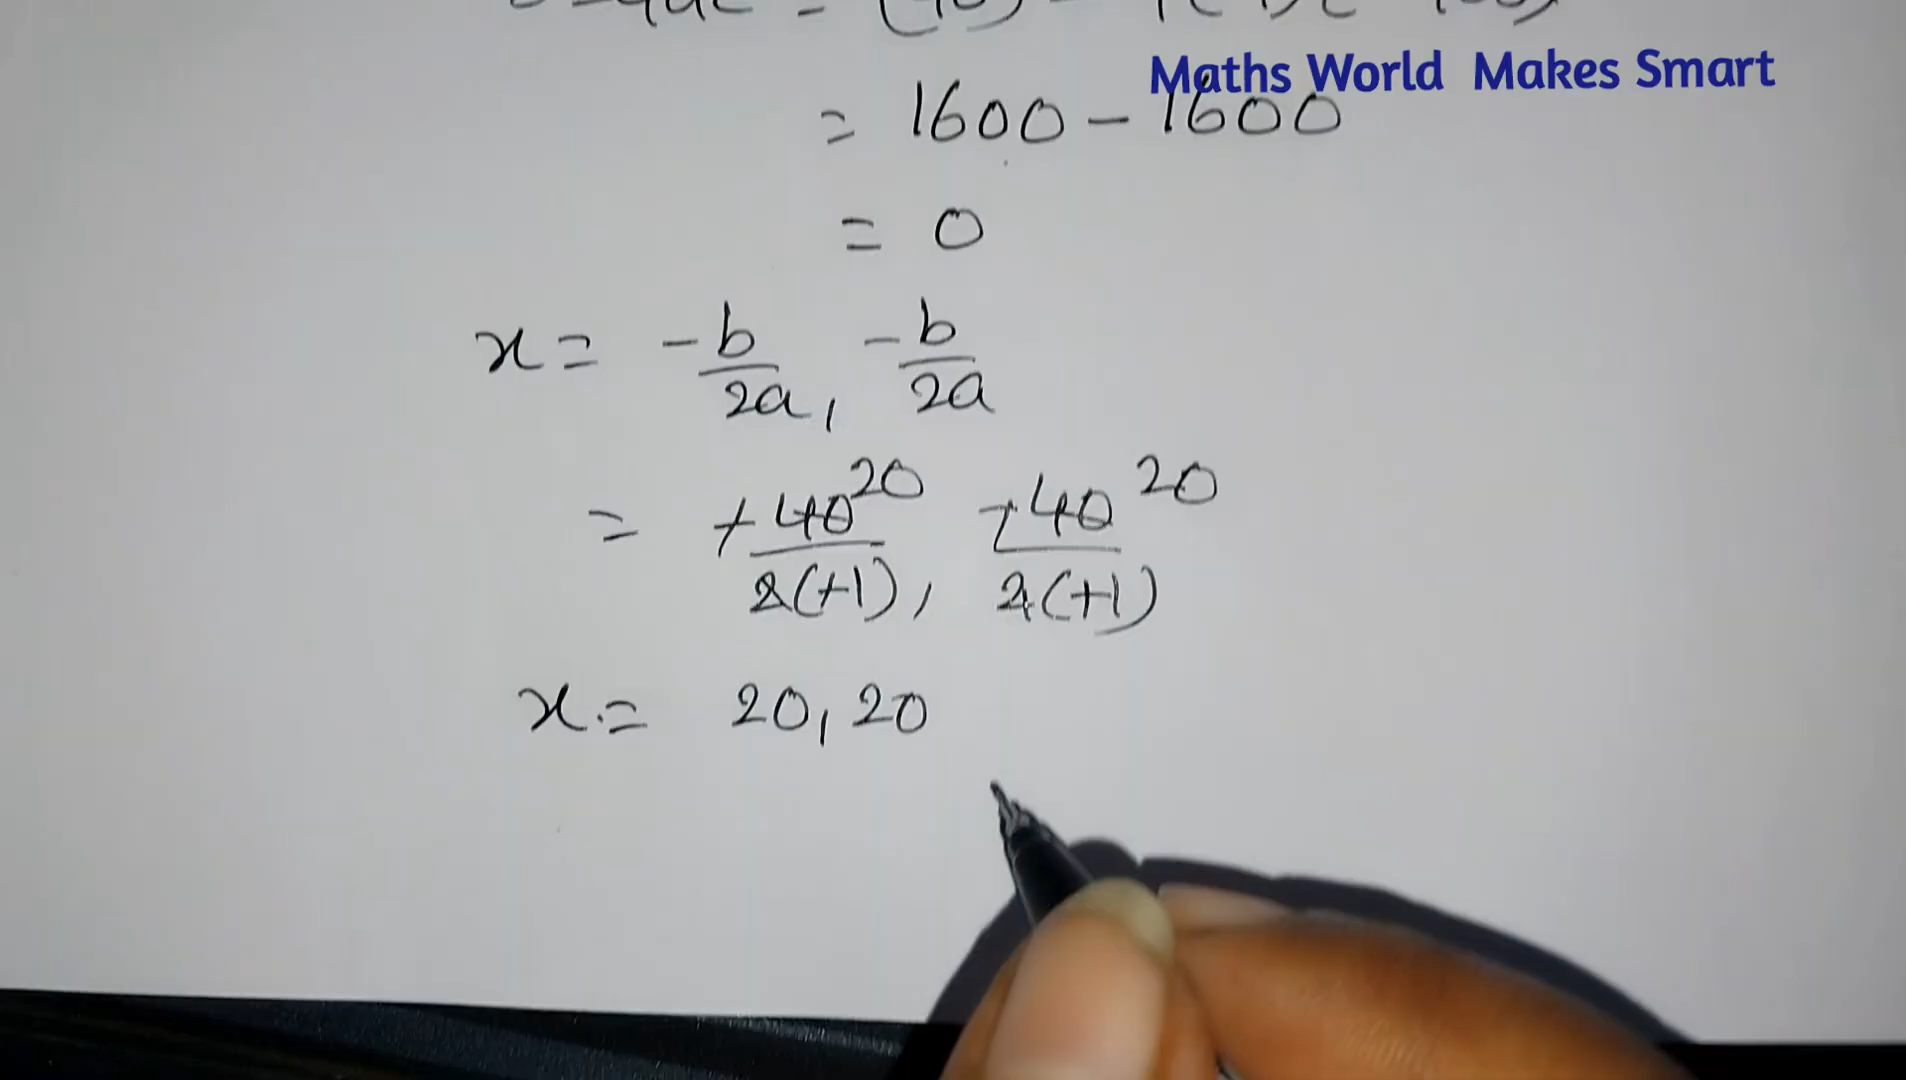 Maths World Makes Smart
= 1600 - 1600
= 0
x = -b/2a, -b/2a
= +40 20/2(+1), +40 20/2(+1)
x = 20, 20